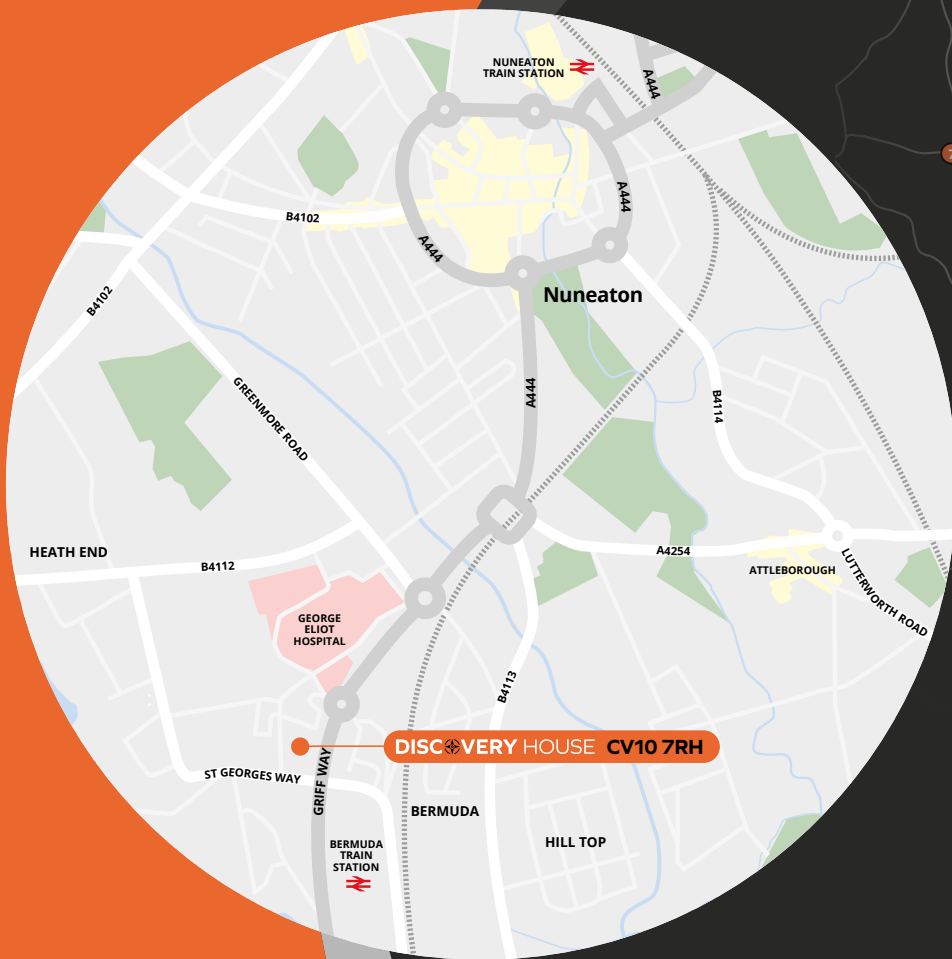 NUNEATON
TRAIN STATION
A444
A444
B4102
A444
Nuneaton
B4102
A444
GREENMORE ROAD
B4114
HEATH END
B4112
A4254
ATTLEBOROUGH
LUTTERWORTH ROAD
GEORGE
ELIOT
HOSPITAL
B4113
DISCOVERY HOUSE CV10 7RH
ST GEORGES WAY
GRIFF WAY
BERMUDA
HILL TOP
BERMUDA
TRAIN
STATION